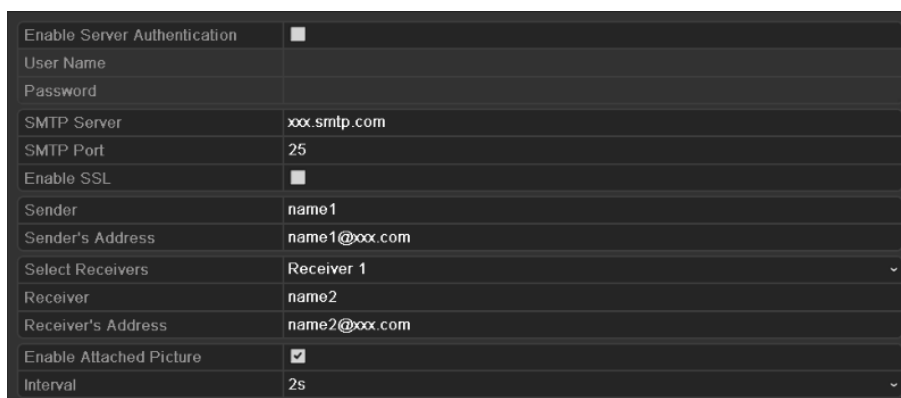 Enable Server Authentication
User Name
Password
SMTP Server xxx.smtp.com
SMTP Port 25
Enable SSL
Sender name1
Sender's Address name1@xxx.com
Select Receivers Receiver 1
Receiver name2
Receiver's Address name2@xxx.com
Enable Attached Picture
Interval 2s